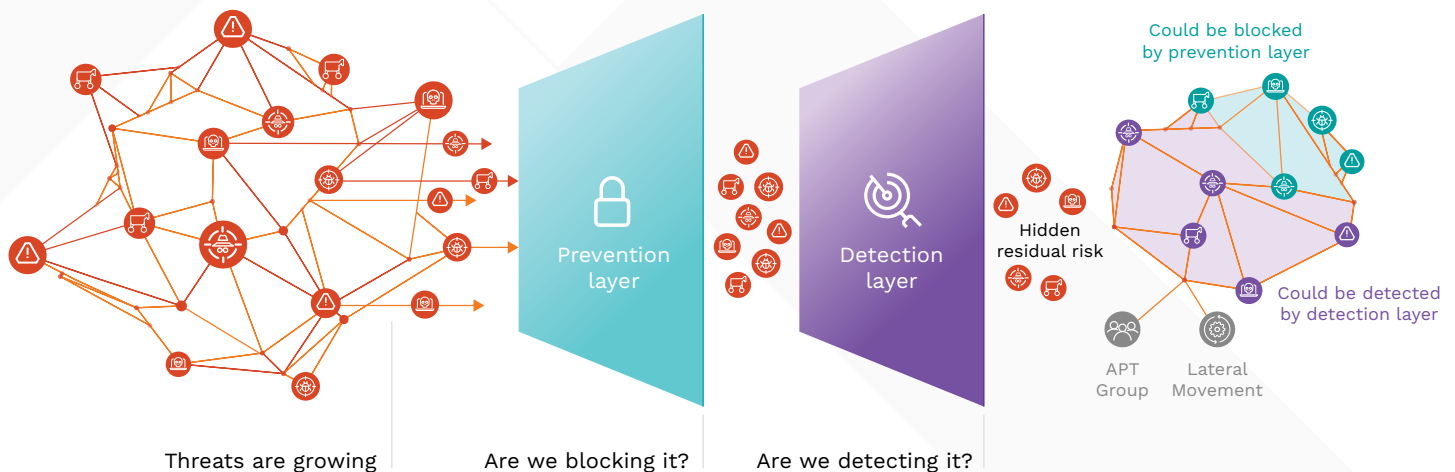 Could be blocked
by prevention layer
Prevention
layer
Detection
layer
Hidden
residual risk
Could be detected
by detection layer
APT
Group
Lateral
Movement
Threats are growing
Are we blocking it?
Are we detecting it?